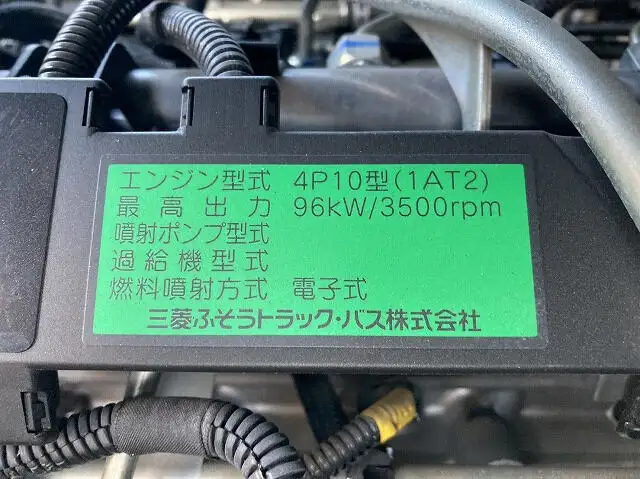 エンジン型式 4P10型(1AT2)
最高出力 96kW/3500rpm
噴射ポンプ型式
過給機型式
燃料噴射方式 電子式
三菱ふそうトラック・バス株式会社